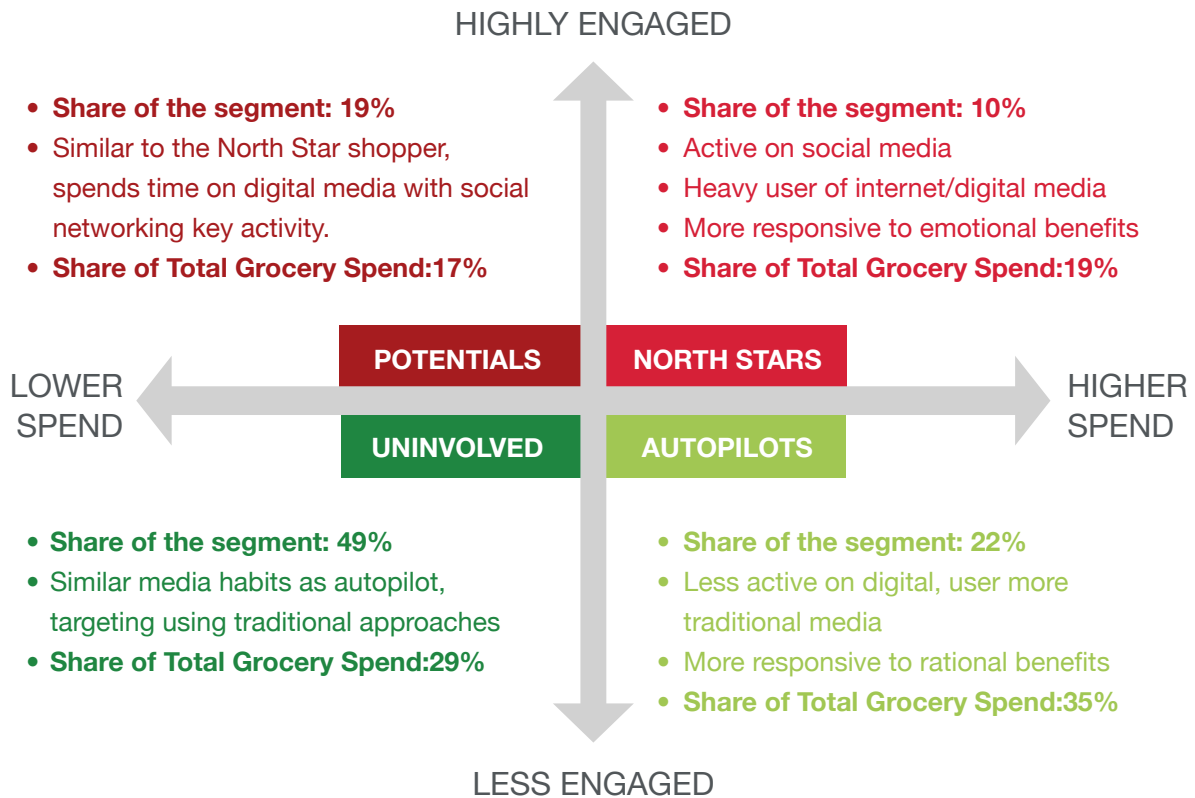 HIGHLY ENGAGED
• Share of the segment: 19%
• Similar to the North Star shopper,
spends time on digital media with social
networking key activity.
• Share of Total Grocery Spend:17%
• Share of the segment: 10%
• Active on social media
• Heavy user of internet/digital media
• More responsive to emotional benefits
• Share of Total Grocery Spend:19%
POTENTIALS
NORTH STARS
LOWER
SPEND
HIGHER
SPEND
UNINVOLVED
AUTOPILOTS
• Share of the segment: 49%
• Similar media habits as autopilot,
targeting using traditional approaches
• Share of Total Grocery Spend:29%
• Share of the segment: 22%
• Less active on digital, user more
traditional media
• More responsive to rational benefits
• Share of Total Grocery Spend:35%
LESS ENGAGED